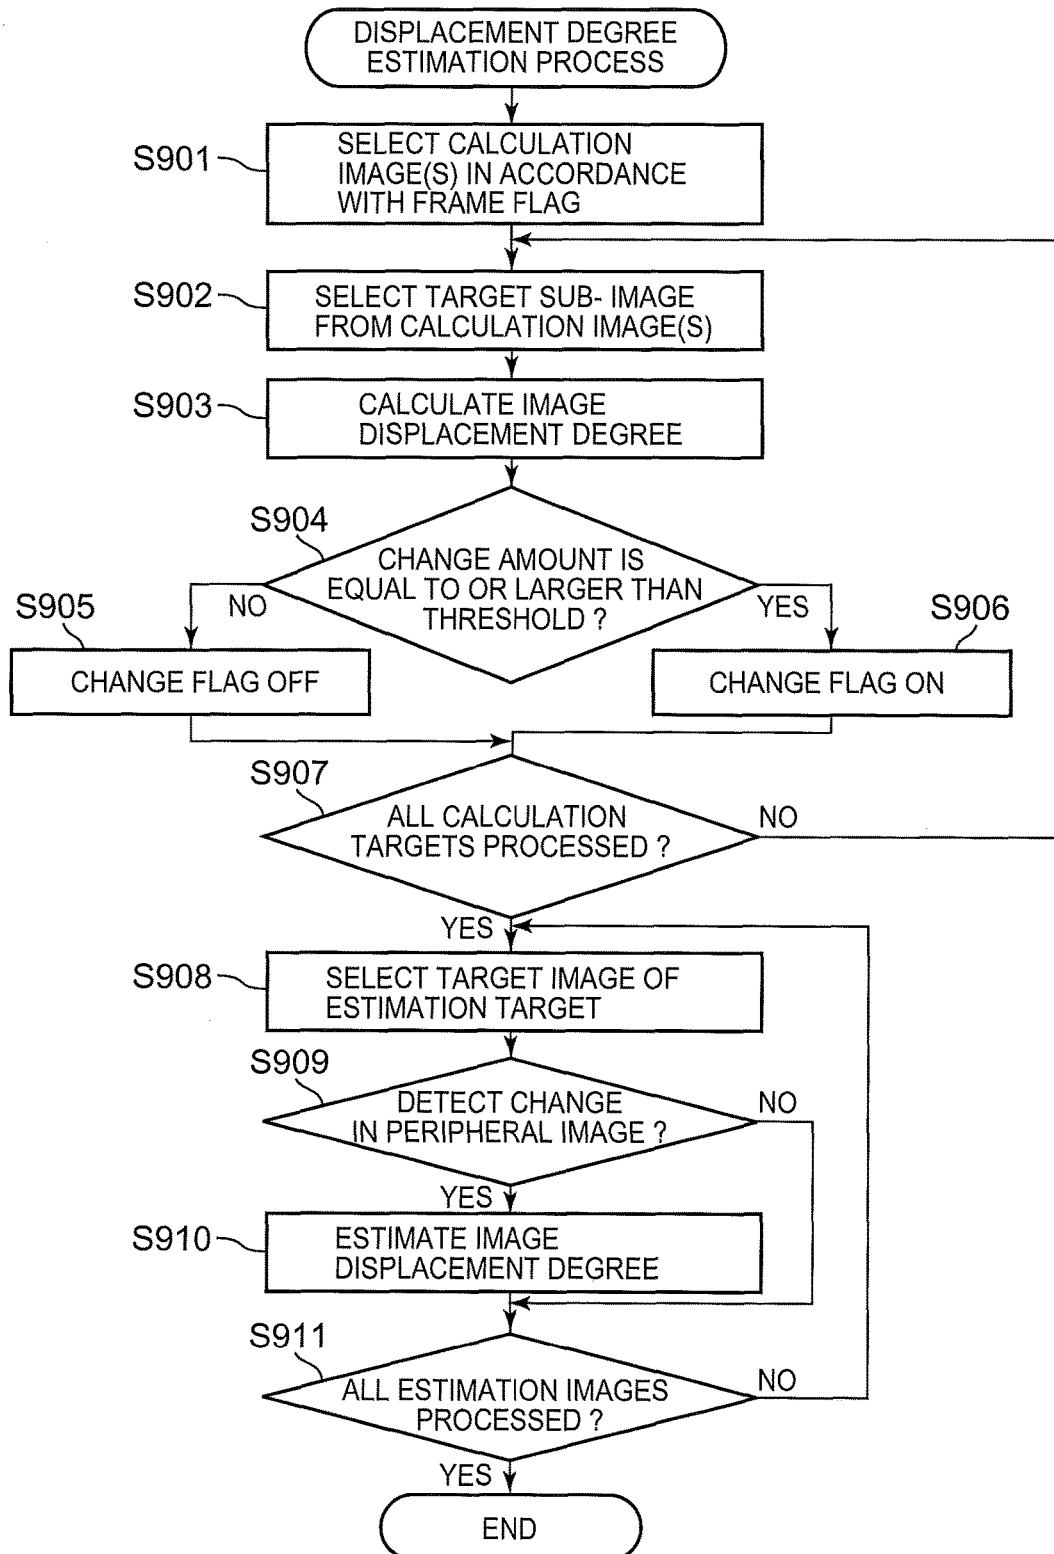 DISPLACEMENT DEGREE
ESTIMATION PROCESS
S901
SELECT CALCULATION
IMAGE(S) IN ACCORDANCE
WITH FRAME FLAG
S902
SELECT TARGET SUB- IMAGE
FROM CALCULATION IMAGE(S)
S903
CALCULATE IMAGE
DISPLACEMENT DEGREE
S904
CHANGE AMOUNT IS
EQUAL TO OR LARGER THAN
THRESHOLD ?
NO
YES
S905
CHANGE FLAG OFF
S906
CHANGE FLAG ON
S907
ALL CALCULATION
TARGETS PROCESSED ?
NO
YES
S908
SELECT TARGET IMAGE OF
ESTIMATION TARGET
S909
DETECT CHANGE
IN PERIPHERAL IMAGE ?
NO
YES
S910
ESTIMATE IMAGE
DISPLACEMENT DEGREE
S911
ALL ESTIMATION IMAGES
PROCESSED ?
NO
YES
END